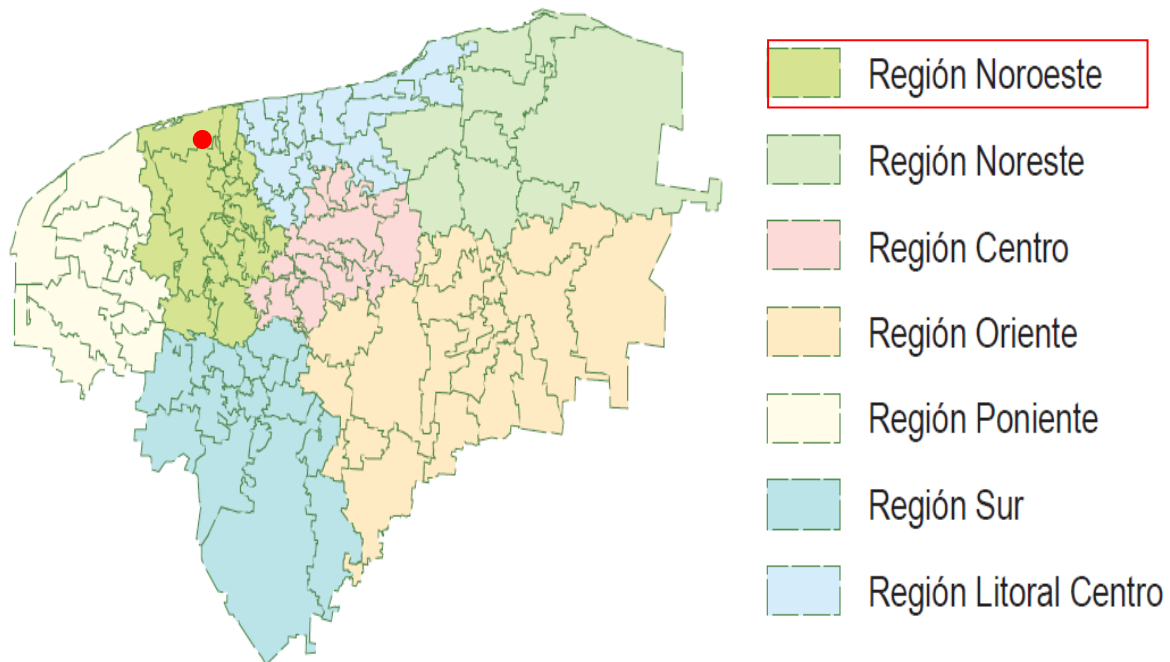 Región Noroeste
Región Noreste
Región Centro
Región Oriente
Región Poniente
Región Sur
Región Litoral Centro